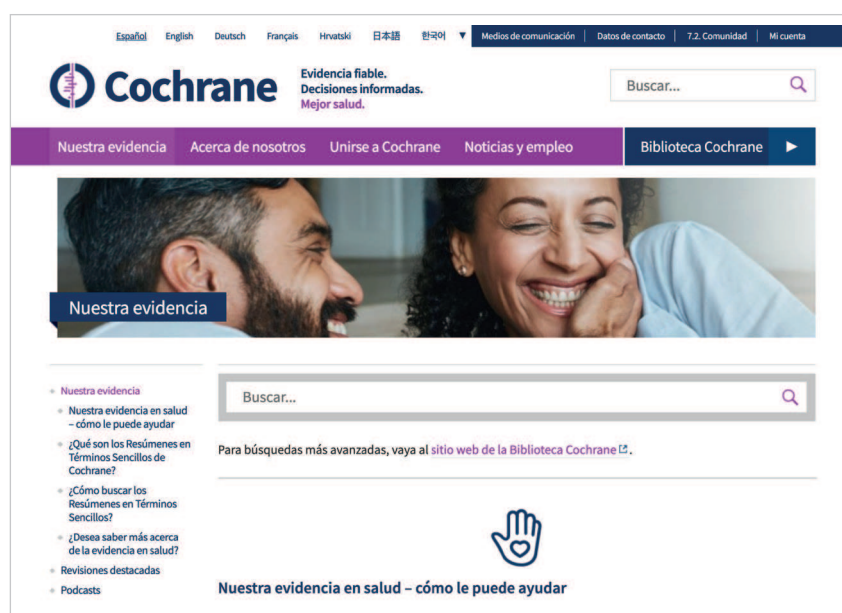 Español English Deutsch Français Hrvatski 日本語 한국어 ▼ Medios de comunicación | Datos de contacto | 7.2. Comunidad | Mi cuenta
Cochrane
Evidencia fiable.
Decisiones informadas.
Mejor salud.
Buscar...
Nuestra evidencia Acerca de nosotros Unirse a Cochrane Noticias y empleo Biblioteca Cochrane ►
Nuestra evidencia
Nuestra evidencia
Nuestra evidencia en salud
– cómo le puede ayudar
¿Qué son los Resúmenes en
Términos Sencillos de
Cochrane?
¿Cómo buscar los
Resúmenes en Términos
Sencillos?
¿Desea saber más acerca
de la evidencia en salud?
Revisiones destacadas
Podcasts
Buscar...
Para búsquedas más avanzadas, vaya al sitio web de la Biblioteca Cochrane.
Nuestra evidencia en salud – cómo le puede ayudar